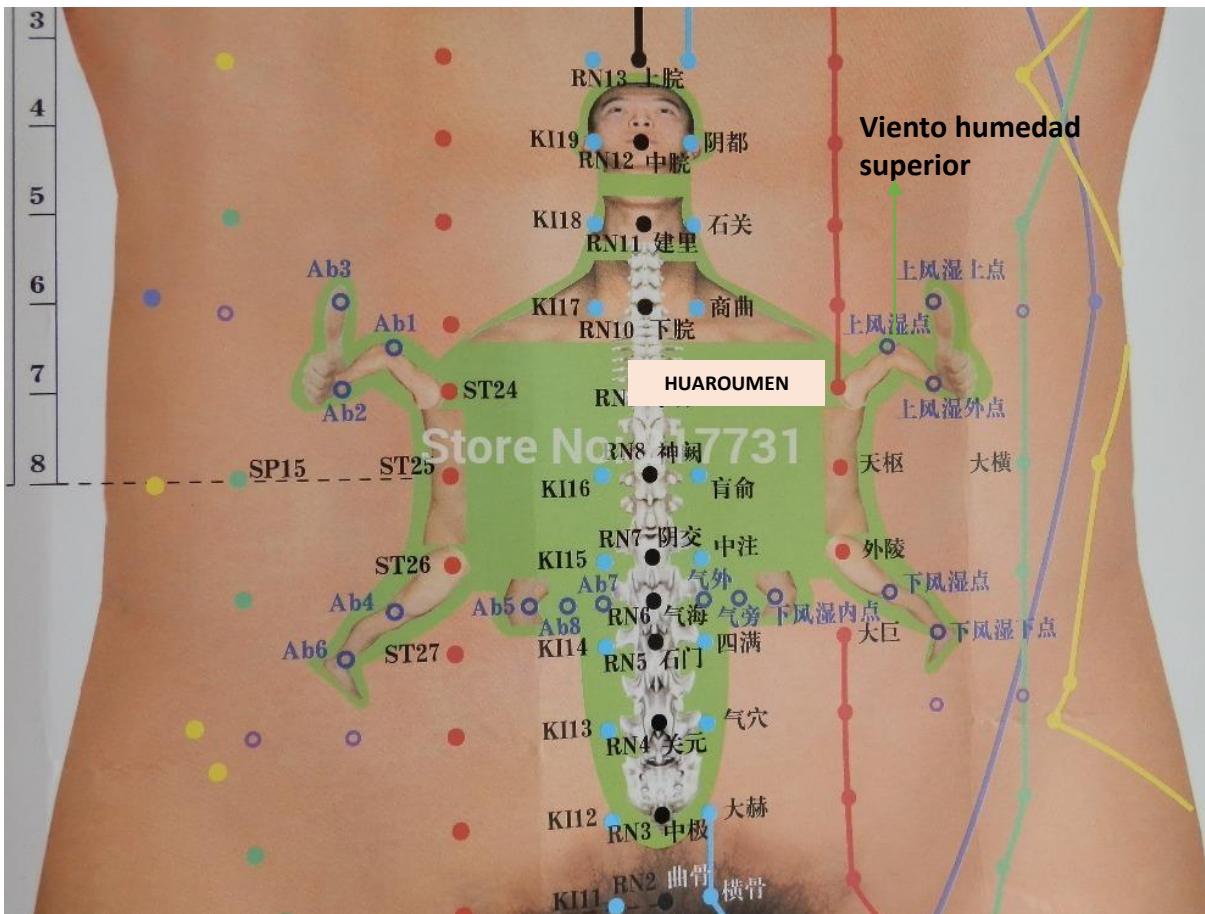 3
RN13 上脘
4
KI19
阴都
RN12 中脘
Viento humedad
superior
5
KI18
石关
RN11 建里
Ab3
上风湿上点
6
KI17
商曲
RN10 下脘
Ab1
上风湿点
7
ST24
RN
HUAROUMEN
Ab2
上风湿外点
Store No
7731
8
SP15
ST25
RN8 神阙
天枢
大横
KI16
肓俞
RN7 阴交
中注
KI15
ST26
外陵
Ab4
Ab5
Ab8
Ab7
RN6 气海
气外
气旁
下风湿内点
下风湿点
Ab6
ST27
KI14
RN5 石门
四满
大巨
下风湿下点
KI13
RN4 关元
气穴
KI12
RN3 中极
大赫
KI11
RN2 曲骨
横骨